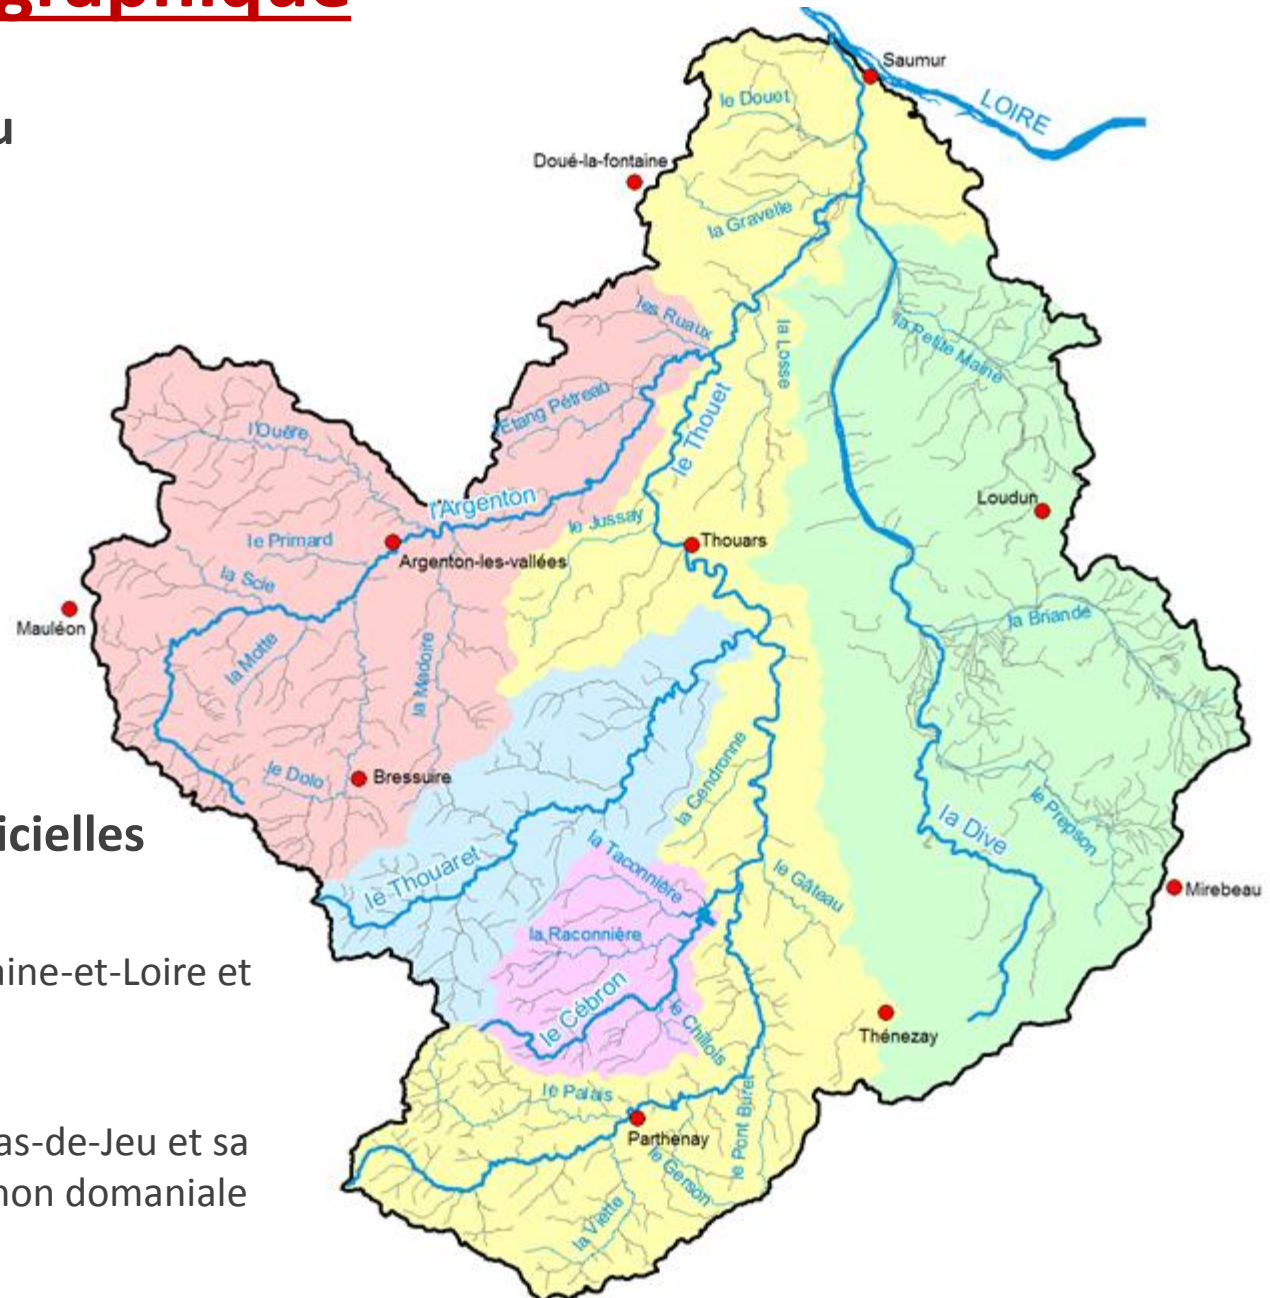 graphique
u
icielles
aine-et-Loire et
as-de-Jeu et sa
non domaniale
Saumur
LOIRE
le Douet
Doué-la-fontaine
la Gravelle
les Ruaux
la Losse
la Petite Maine
l'Etang Pétreau
le Thouet
l'Ouère
l'Argenton
Loudun
le Jussay
le Primard
Thouars
Argenton-les-vallées
la Scie
Mauléon
la Briande
la Motte
la Madoire
le Dolo
Bressuire
la Cendronne
le Prepson
la Dive
la Taconnière
le Thouaret
le Gâteau
Mirebeau
la Raconnière
le Cébron
le Chillois
Thénezay
le Palais
Parthenay
le Pont Buret
le Gerson
la Viette